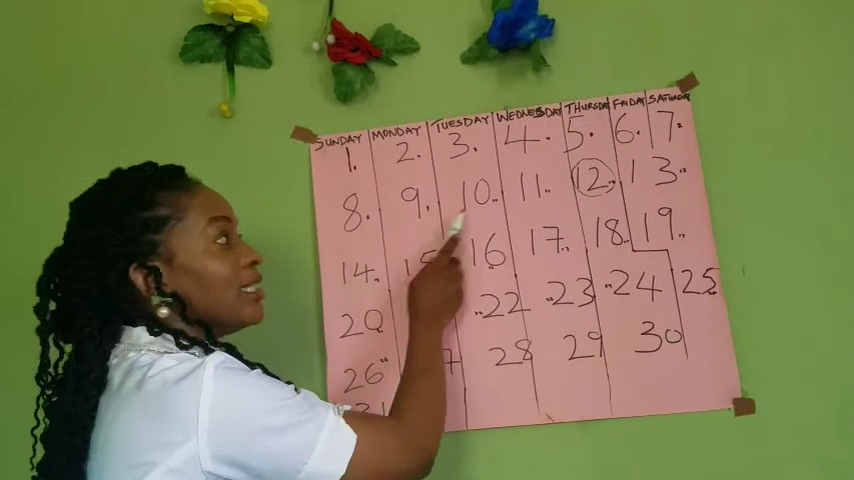 SUNDAY MONDAY TUESDAY WEDNESDAY THURSDAY FRIDAY SATURDAY
1. 2. 3. 4. 5. 6. 7.
8. 9. 10 11 12 13
14 15 16 17 18 19
20 22 23 24 25
26 28 29 30
31